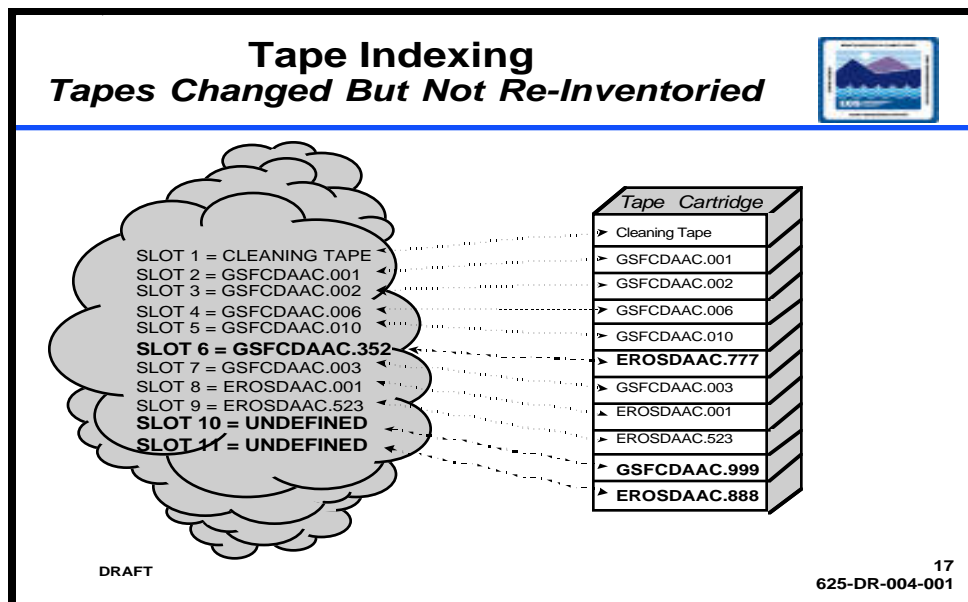 Tape Indexing
Tapes Changed But Not Re-Inventoried
SLOT 1 = CLEANING TAPE
SLOT 2 = GSFCDAAC.001
SLOT 3 = GSFCDAAC.002
SLOT 4 = GSFCDAAC.006
SLOT 5 = GSFCDAAC.010
SLOT 6 = GSFCDAAC.352
SLOT 7 = GSFCDAAC.003
SLOT 8 = EROSDAAC.001
SLOT 9 = EROSDAAC.523
SLOT 10 = UNDEFINED
SLOT 11 = UNDEFINED
Tape Cartridge
Cleaning Tape
GSFCDAAC.001
GSFCDAAC.002
GSFCDAAC.006
GSFCDAAC.010
EROSDAAC.777
GSFCDAAC.003
EROSDAAC.001
EROSDAAC.523
GSFCDAAC.999
EROSDAAC.888
DRAFT
17
625-DR-004-001